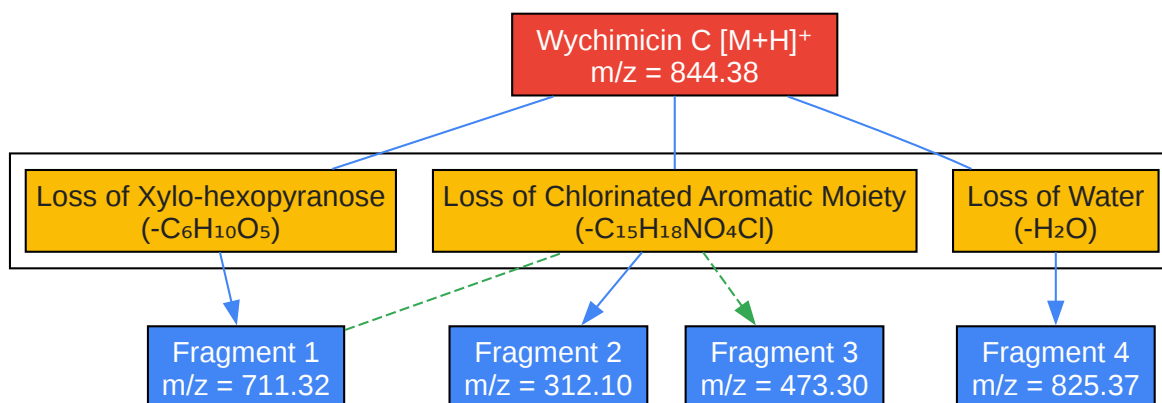 Wychimicin C [M+H]⁺
m/z = 844.38
Loss of Xylo-hexopyranose
(-C₆H₁₀O₅)
Loss of Chlorinated Aromatic Moiety
(-C₁₅H₁₈NO₄Cl)
Loss of Water
(-H₂O)
Fragment 1
m/z = 711.32
Fragment 2
m/z = 312.10
Fragment 3
m/z = 473.30
Fragment 4
m/z = 825.37